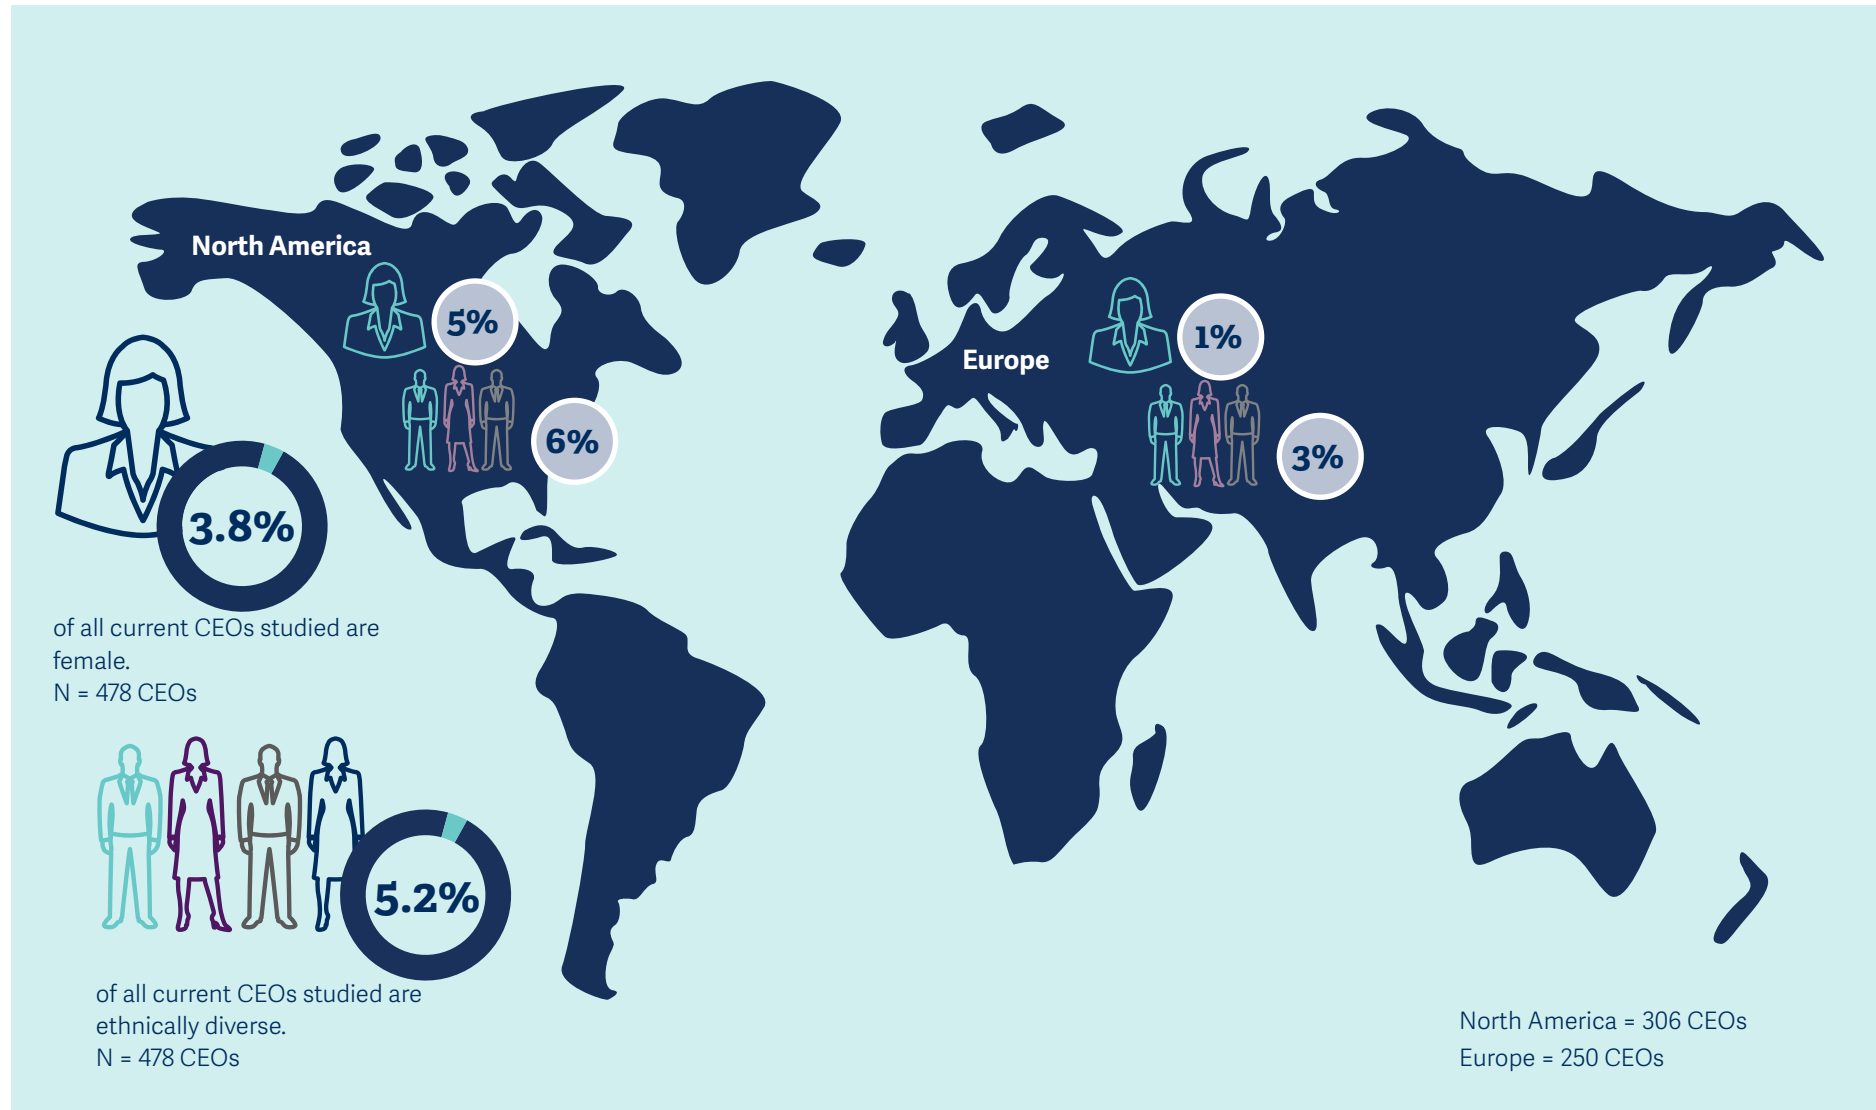 North America
5%
6%
Europe
1%
3%
3.8%
of all current CEOs studied are
female.
N = 478 CEOs
5.2%
of all current CEOs studied are
ethnically diverse.
N = 478 CEOs
North America = 306 CEOs
Europe = 250 CEOs